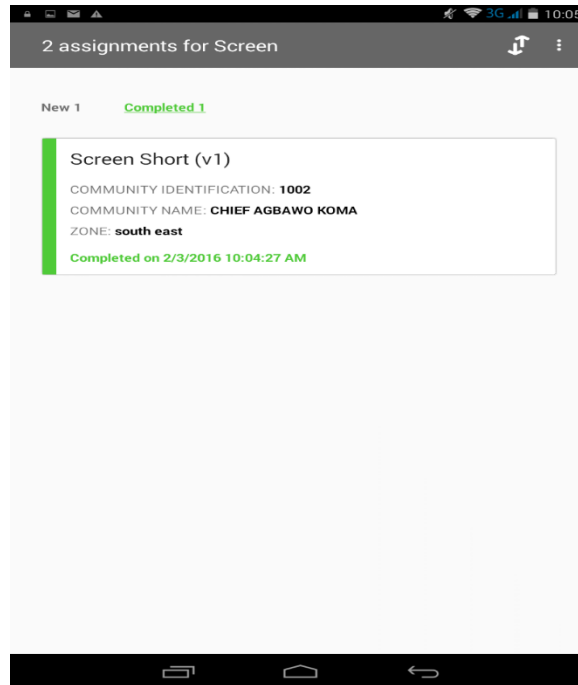 3G 10:05
2 assignments for Screen
New 1 Completed 1
Screen Short (v1)
COMMUNITY IDENTIFICATION: 1002
COMMUNITY NAME: CHIEF AGBAWO KOMA
ZONE: south east
Completed on 2/3/2016 10:04:27 AM